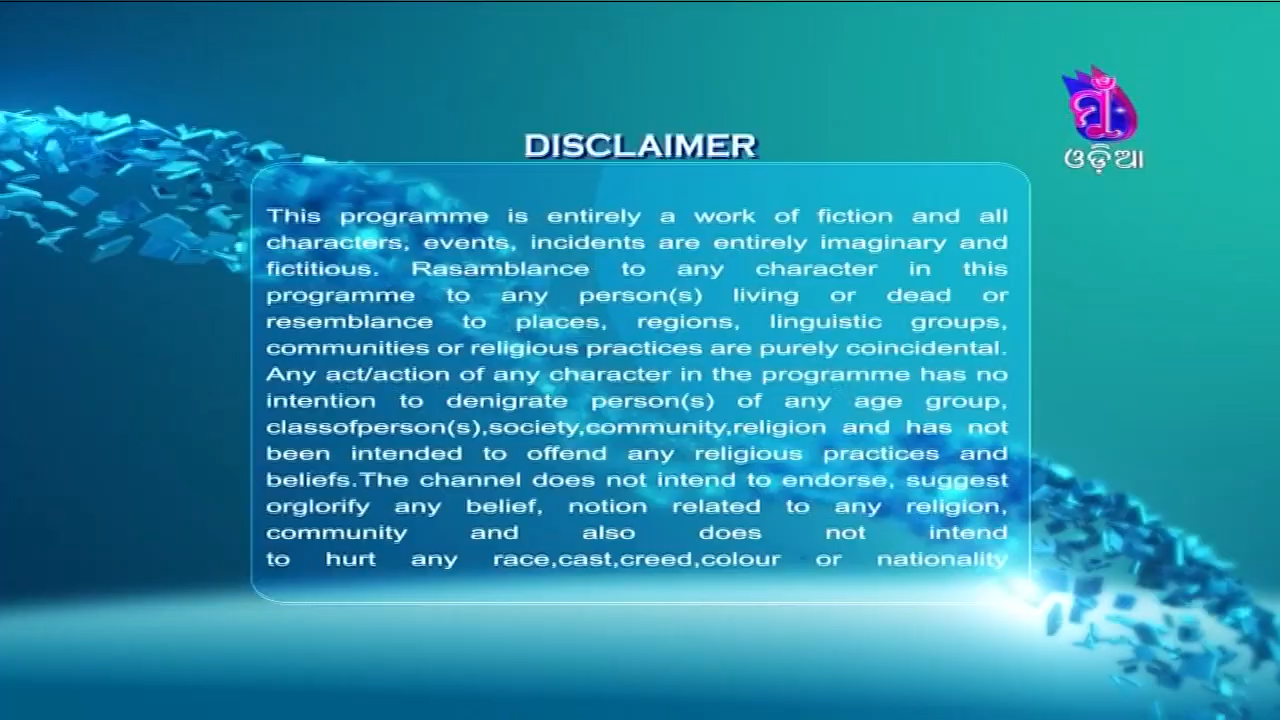 ମାଁ
ଓଡ଼ିଆ
DISCLAIMER
This programme is entirely a work of fiction and all
characters, events, incidents are entirely imaginary and
fictitious. Rasamblance to any character in this
programme to any person(s) living or dead or
resemblance to places, regions, linguistic groups,
communities or religious practices are purely coincidental.
Any act/action of any character in the programme has no
intention to denigrate person(s) of any age group,
classofperson(s),society,community,religion and has not
been intended to offend any religious practices and
beliefs.The channel does not intend to endorse, suggest
orglorify any belief, notion related to any religion,
community and also does not intend
to hurt any race,cast,creed,colour or nationality